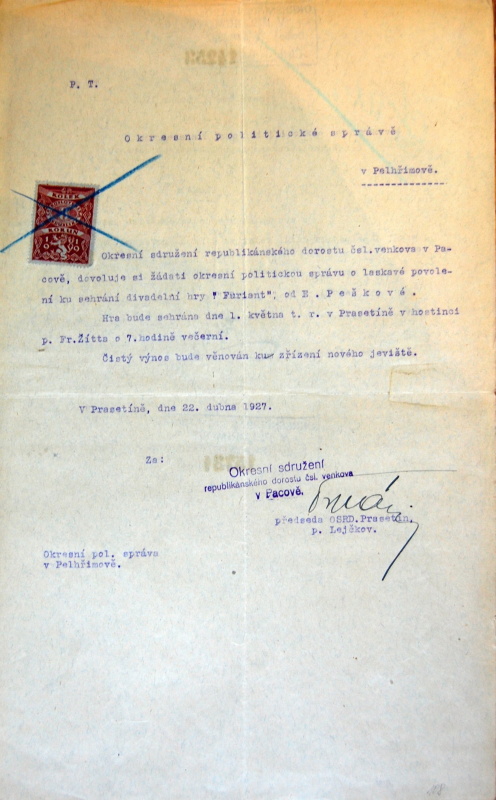 P. T.
Okresní politické správě
v Pelhřimově.
KOLEK
KORUN
Okresní sdružení republikánského dorostu čsl.venkova v Pa-
cově, dovoluje si žádati okresní politickou správu o laskavé povole-
ní ku sehrání divadelní hry "Furiant", od E. Pešková.
Hra bude sehrána dne 1. května t. r. v Prasetíně v hostinci
p. Fr.Žitta o 7.hodině večerní.
Čistý výnos bude věnován ku zřízení nového jeviště.
V Prasetíně, dne 22. dubna 1927.
Za:
Okresní sdružení
republikánského dorostu čsl. venkova
v Pacově.
předseda OSRD.Prasetín.
p. Lejčkov.
Okresní pol. správa
v Pelhřimově.